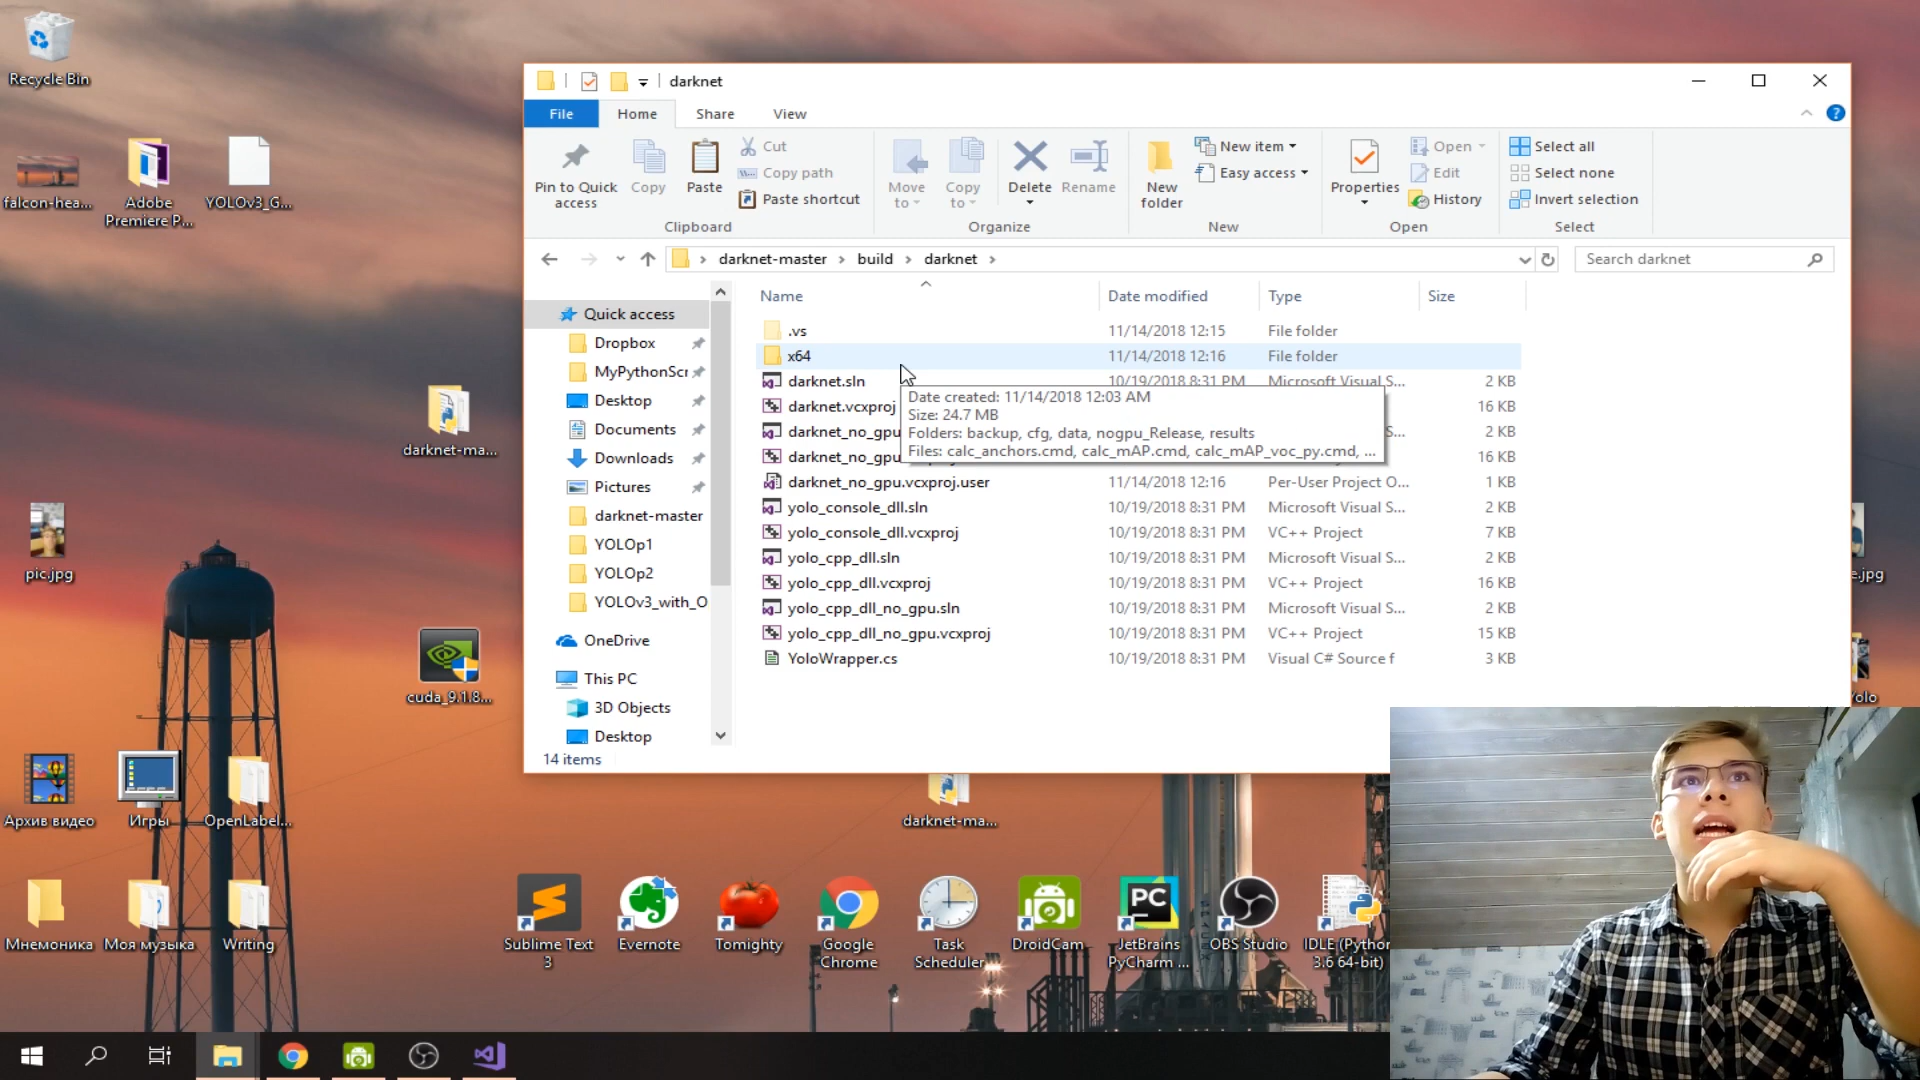 Recycle Bin
falcon-hea...
Adobe
Premiere P...
YOLOv3_G...
darknet-ma...
pic.jpg
cuda_9.1.8...
Архив видео
Игры
OpenLabel...
Мнемоника
Моя музыка
Writing
darknet
File
Home
Share
View
Pin to Quick
access
Copy
Paste
Cut
Copy path
Paste shortcut
Clipboard
Move
to
Copy
to
Delete
Rename
Organize
New
folder
New item
Easy access
New
Properties
Open
Edit
History
Open
Select all
Select none
Invert selection
Select
darknet-master
build
darknet
Search darknet
Quick access
Dropbox
MyPythonScr
Desktop
Documents
Downloads
Pictures
darknet-master
YOLOp1
YOLOp2
YOLOv3_with_O
OneDrive
This PC
3D Objects
Desktop
14 items
Name Date modified Type Size
.vs 11/14/2018 12:15 File folder
x64 11/14/2018 12:16 File folder
darknet.sln 10/19/2018 8:31 PM Microsoft Visual S... 2 KB
darknet.vcxproj 16 KB
darknet_no_gpu 2 KB
darknet_no_gpu 16 KB
darknet_no_gpu.vcxproj.user 11/14/2018 12:16 Per-User Project O... 1 KB
yolo_console_dll.sln 10/19/2018 8:31 PM Microsoft Visual S... 2 KB
yolo_console_dll.vcxproj 10/19/2018 8:31 PM VC++ Project 7 KB
yolo_cpp_dll.sln 10/19/2018 8:31 PM Microsoft Visual S... 2 KB
yolo_cpp_dll.vcxproj 10/19/2018 8:31 PM VC++ Project 16 KB
yolo_cpp_dll_no_gpu.sln 10/19/2018 8:31 PM Microsoft Visual S... 2 KB
yolo_cpp_dll_no_gpu.vcxproj 10/19/2018 8:31 PM VC++ Project 15 KB
YoloWrapper.cs 10/19/2018 8:31 PM Visual C# Source f 3 KB
Date created: 11/14/2018 12:03 AM
Size: 24.7 MB
Folders: backup, cfg, data, nogpu_Release, results
Files: calc_anchors.cmd, calc_mAP.cmd, calc_mAP_voc_py.cmd, ...
darknet-ma...
e.jpg
Yolo
Sublime Text
3
Evernote
Tomighty
Google
Chrome
Task
Scheduler
DroidCam
PC
JetBrains
PyCharm ...
OBS Studio
IDLE (Python
3.6 64-bit)